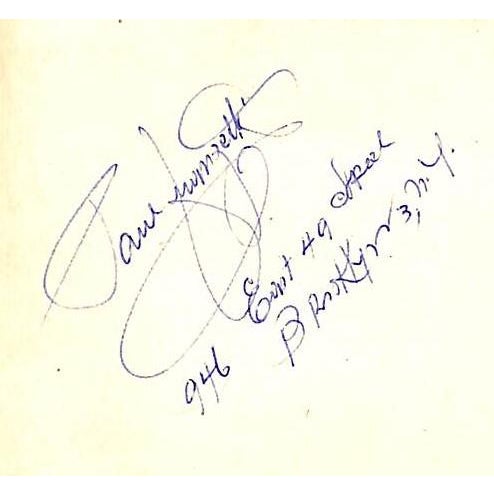 Paul
946 East 49 Street
Brooklyn 3, N.Y.